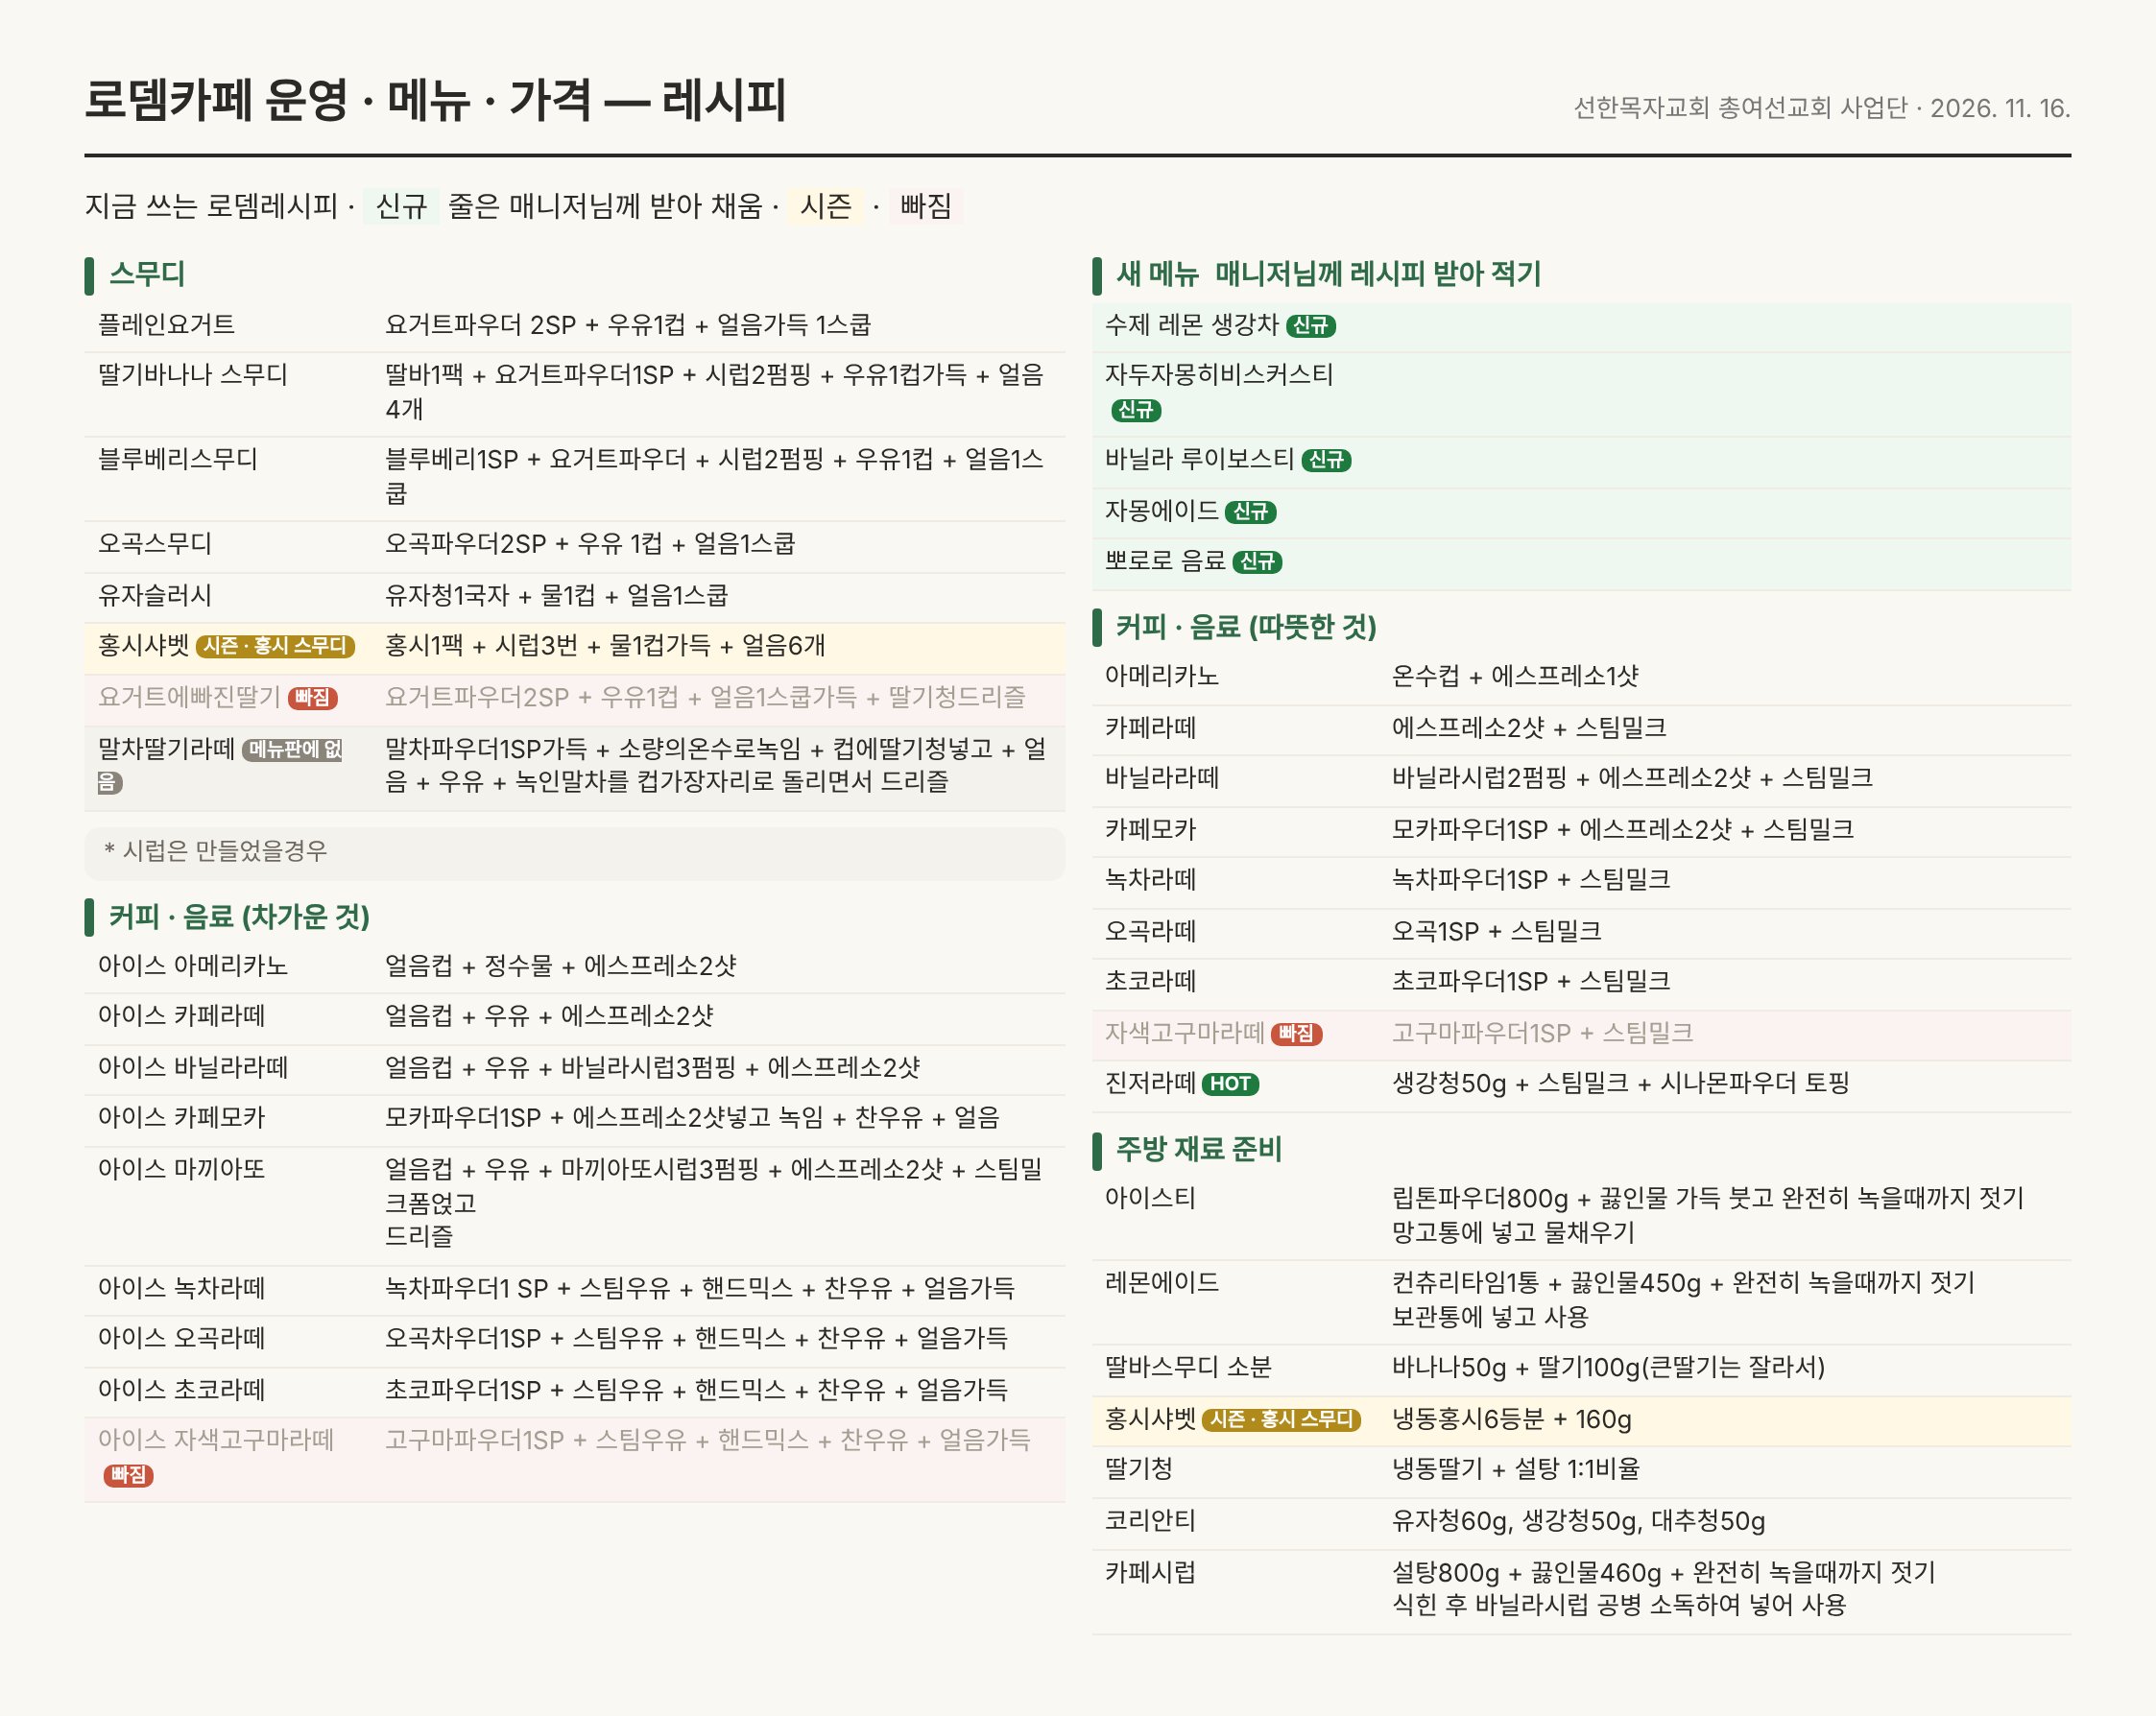 로뎀카페 운영 · 메뉴 · 가격 — 레시피
선한목자교회 총여선교회 사업단 · 2026. 11. 16.
지금 쓰는 로뎀레시피 · 신규 줄은 매니저님께 받아 채움 · 시즌 · 빠짐
스무디
플레인요거트 요거트파우더 2SP + 우유1컵 + 얼음가득 1스쿱
딸기바나나 스무디 딸바1팩 + 요거트파우더1SP + 시럽2펌핑 + 우유1컵가득 + 얼음
4개
블루베리스무디 블루베리1SP + 요거트파우더 + 시럽2펌핑 + 우유1컵 + 얼음1스
쿱
오곡스무디 오곡파우더2SP + 우유 1컵 + 얼음1스쿱
유자슬러시 유자청1국자 + 물1컵 + 얼음1스쿱
홍시샤벳 시즌 · 홍시 스무디 홍시1팩 + 시럽3번 + 물1컵가득 + 얼음6개
요거트에빠진딸기 빠짐 요거트파우더2SP + 우유1컵 + 얼음1스쿱가득 + 딸기청드리즐
말차딸기라떼 메뉴판에 없 말차파우더1SP가득 + 소량의온수로녹임 + 컵에딸기청넣고 + 얼
음 음 + 우유 + 녹인말차를 컵가장자리로 돌리면서 드리즐
* 시럽은 만들었을경우
커피 · 음료 (차가운 것)
아이스 아메리카노 얼음컵 + 정수물 + 에스프레소2샷
아이스 카페라떼 얼음컵 + 우유 + 에스프레소2샷
아이스 바닐라라떼 얼음컵 + 우유 + 바닐라시럽3펌핑 + 에스프레소2샷
아이스 카페모카 모카파우더1SP + 에스프레소2샷넣고 녹임 + 찬우유 + 얼음
아이스 마끼아또 얼음컵 + 우유 + 마끼아또시럽3펌핑 + 에스프레소2샷 + 스팀밀
크폼얹고
드리즐
아이스 녹차라떼 녹차파우더1 SP + 스팀우유 + 핸드믹스 + 찬우유 + 얼음가득
아이스 오곡라떼 오곡차우더1SP + 스팀우유 + 핸드믹스 + 찬우유 + 얼음가득
아이스 초코라떼 초코파우더1SP + 스팀우유 + 핸드믹스 + 찬우유 + 얼음가득
아이스 자색고구마라떼 고구마파우더1SP + 스팀우유 + 핸드믹스 + 찬우유 + 얼음가득
빠짐
새 메뉴 매니저님께 레시피 받아 적기
수제 레몬 생강차 신규
자두자몽히비스커스티
신규
바닐라 루이보스티 신규
자몽에이드 신규
뽀로로 음료 신규
커피 · 음료 (따뜻한 것)
아메리카노 온수컵 + 에스프레소1샷
카페라떼 에스프레소2샷 + 스팀밀크
바닐라라떼 바닐라시럽2펌핑 + 에스프레소2샷 + 스팀밀크
카페모카 모카파우더1SP + 에스프레소2샷 + 스팀밀크
녹차라떼 녹차파우더1SP + 스팀밀크
오곡라떼 오곡1SP + 스팀밀크
초코라떼 초코파우더1SP + 스팀밀크
자색고구마라떼 빠짐 고구마파우더1SP + 스팀밀크
진저라떼 HOT 생강청50g + 스팀밀크 + 시나몬파우더 토핑
주방 재료 준비
아이스티 립톤파우더800g + 끓인물 가득 붓고 완전히 녹을때까지 젓기
망고통에 넣고 물채우기
레몬에이드 컨츄리타임1통 + 끓인물450g + 완전히 녹을때까지 젓기
보관통에 넣고 사용
딸바스무디 소분 바나나50g + 딸기100g(큰딸기는 잘라서)
홍시샤벳 시즌 · 홍시 스무디 냉동홍시6등분 + 160g
딸기청 냉동딸기 + 설탕 1:1비율
코리안티 유자청60g, 생강청50g, 대추청50g
카페시럽 설탕800g + 끓인물460g + 완전히 녹을때까지 젓기
식힌 후 바닐라시럽 공병 소독하여 넣어 사용